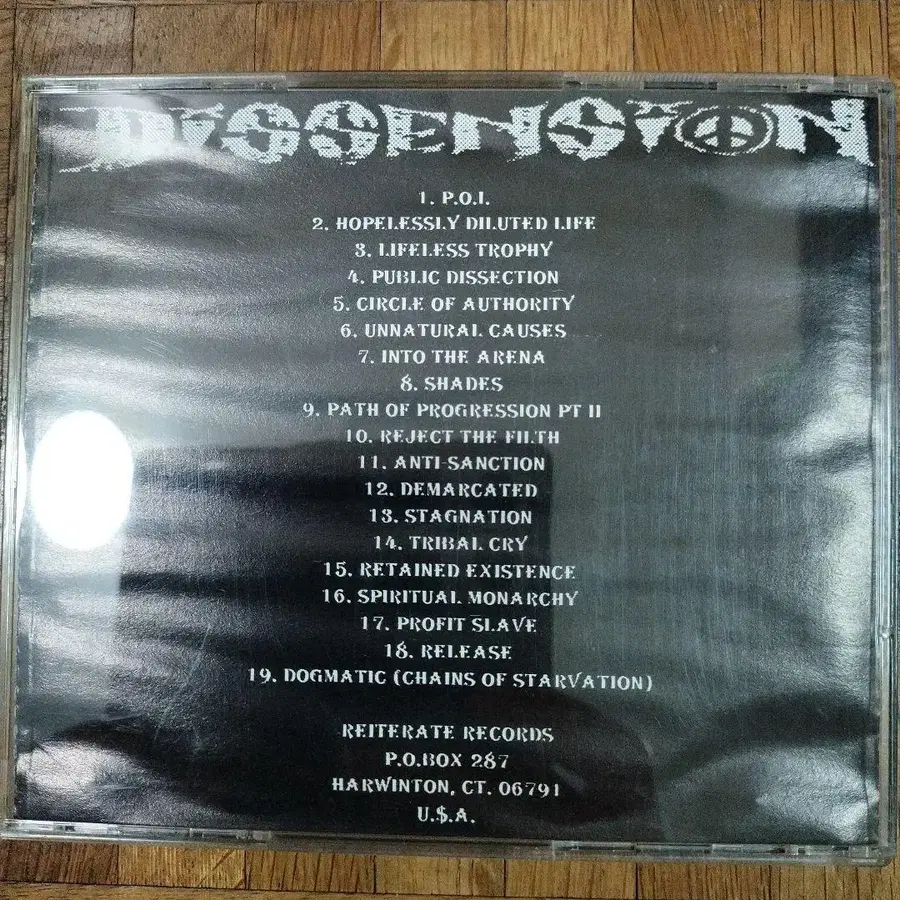 DISSENSION
1. P.O.I.
2. HOPELESSLY DILUTED LIFE
3. LIFELESS TROPHY
4. PUBLIC DISSECTION
5. CIRCLE OF AUTHORITY
6. UNNATURAL CAUSES
7. INTO THE ARENA
8. SHADES
9. PATH OF PROGRESSION PT II
10. REJECT THE FILTH
11. ANTI-SANCTION
12. DEMARCATED
13. STAGNATION
14. TRIBAL CRY
15. RETAINED EXISTENCE
16. SPIRITUAL MONARCHY
17. PROFIT SLAVE
18. RELEASE
19. DOGMATIC (CHAINS OF STARVATION)
REITERATE RECORDS
P.O.BOX 287
HARWINTON, CT. 06791
U.$.A.